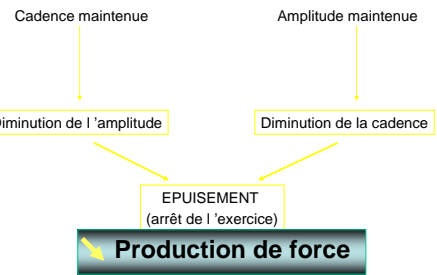 Cadence maintenue
Amplitude maintenue
iminution de l ’amplitude
Diminution de la cadence
EPUISEMENT
(arrêt de l ’exercice)
Production de force